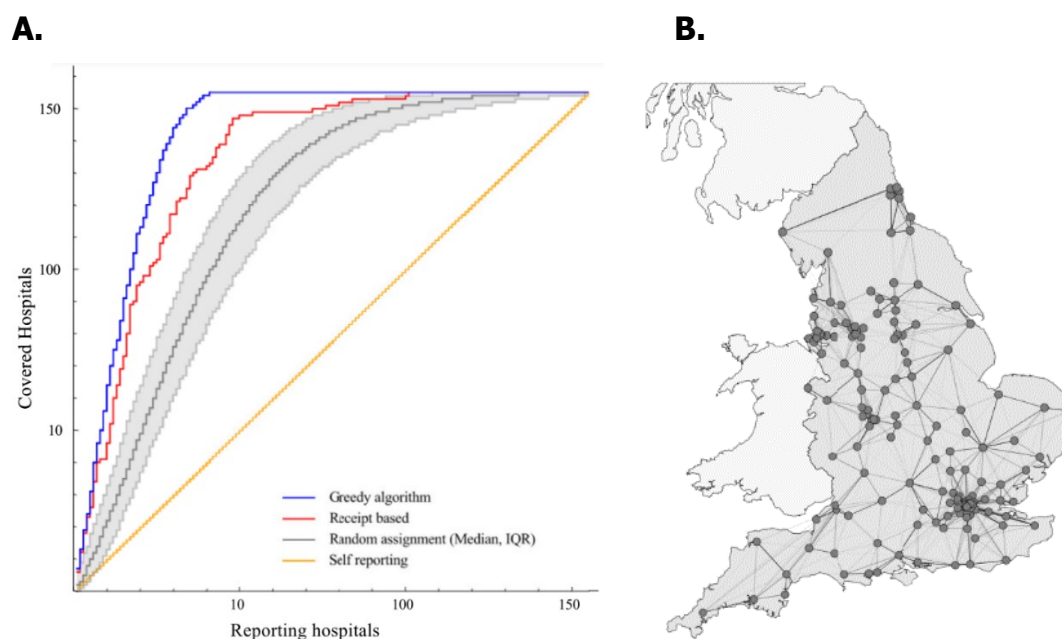 A.
B.
150
100
10
Covered Hospitals
Greedy algorithm
Receipt based
Random assignment (Median, IQR)
Self reporting
10
100
150
Reporting hospitals